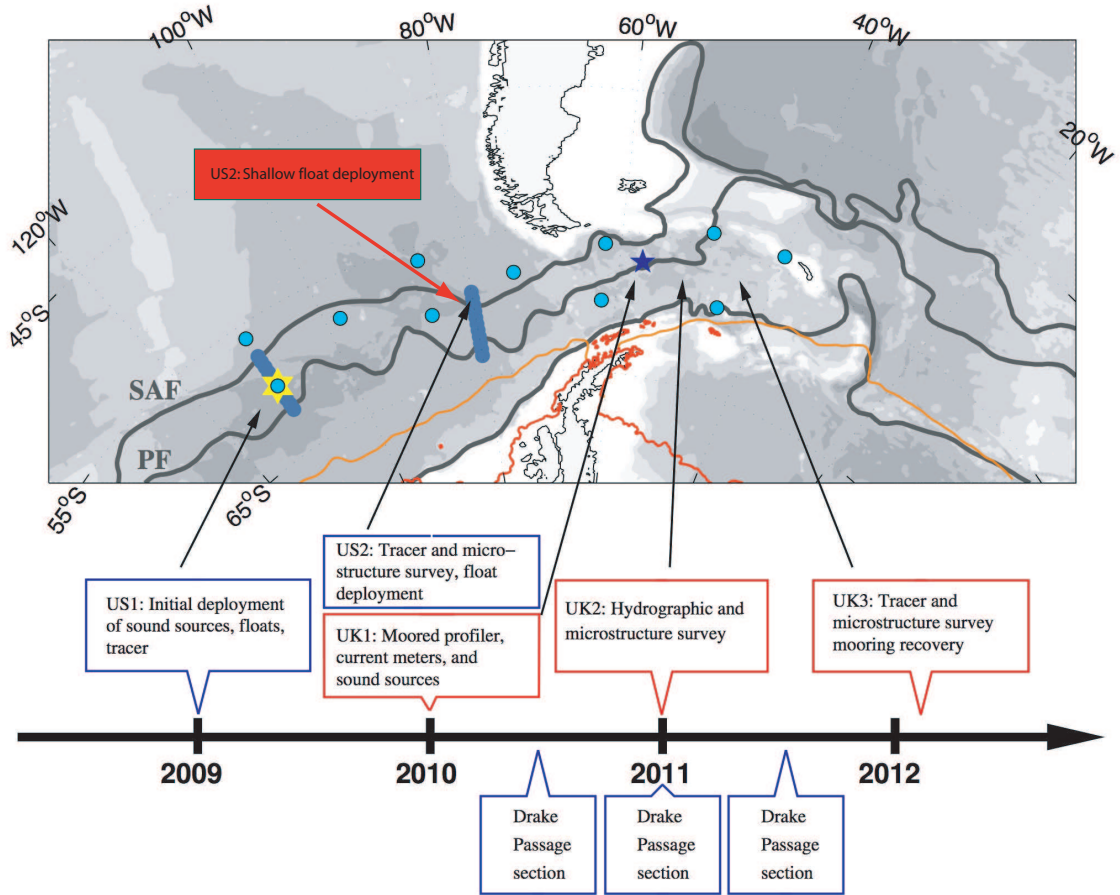 100°W
80°W
60°W
40°W
20°W
120°W
45°S
55°S
65°S
US2: Shallow float deployment
SAF
PF
US1: Initial deployment
of sound sources, floats,
tracer
US2: Tracer and micro–
structure survey, float
deployment
UK1: Moored profiler,
current meters, and
sound sources
UK2: Hydrographic and
microstructure survey
UK3: Tracer and
microstructure survey
mooring recovery
2009
2010
2011
2012
Drake
Passage
section
Drake
Passage
section
Drake
Passage
section